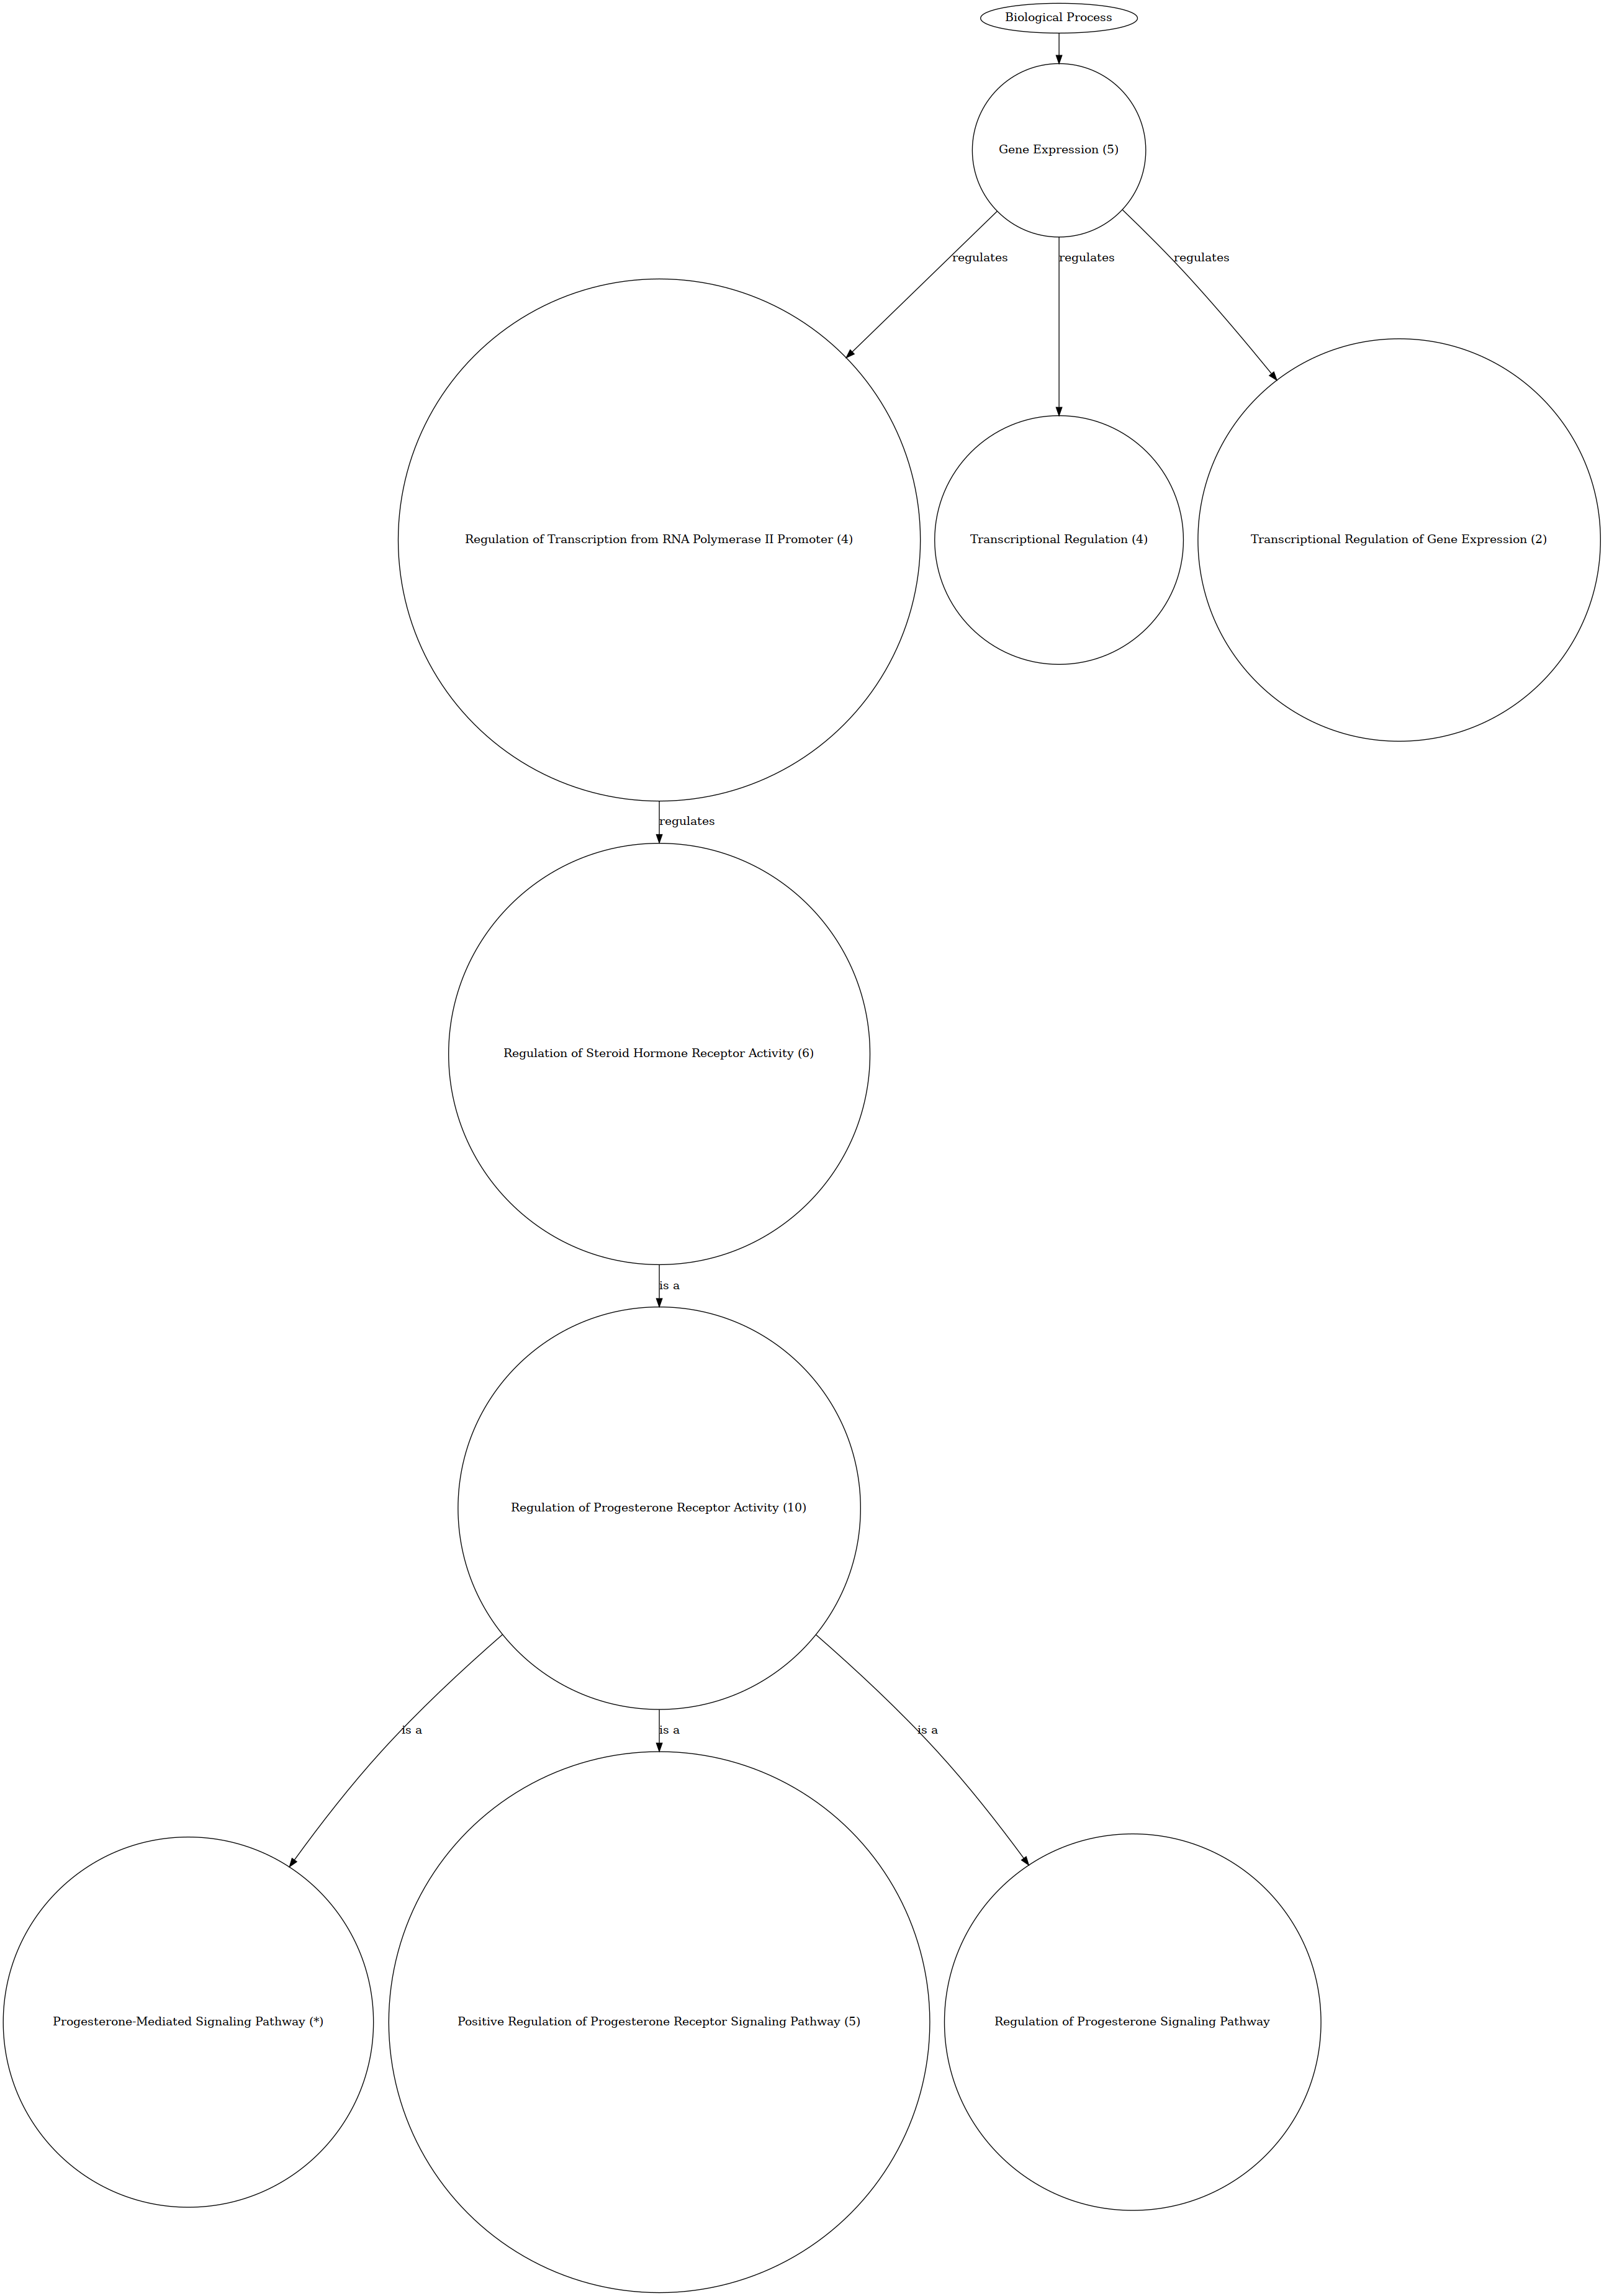 Biological Process
Gene Expression (5)
regulates
regulates
regulates
Regulation of Transcription from RNA Polymerase II Promoter (4)
Transcriptional Regulation (4)
Transcriptional Regulation of Gene Expression (2)
regulates
Regulation of Steroid Hormone Receptor Activity (6)
is a
Regulation of Progesterone Receptor Activity (10)
is a
is a
is a
Progesterone-Mediated Signaling Pathway (*)
Positive Regulation of Progesterone Receptor Signaling Pathway (5)
Regulation of Progesterone Signaling Pathway